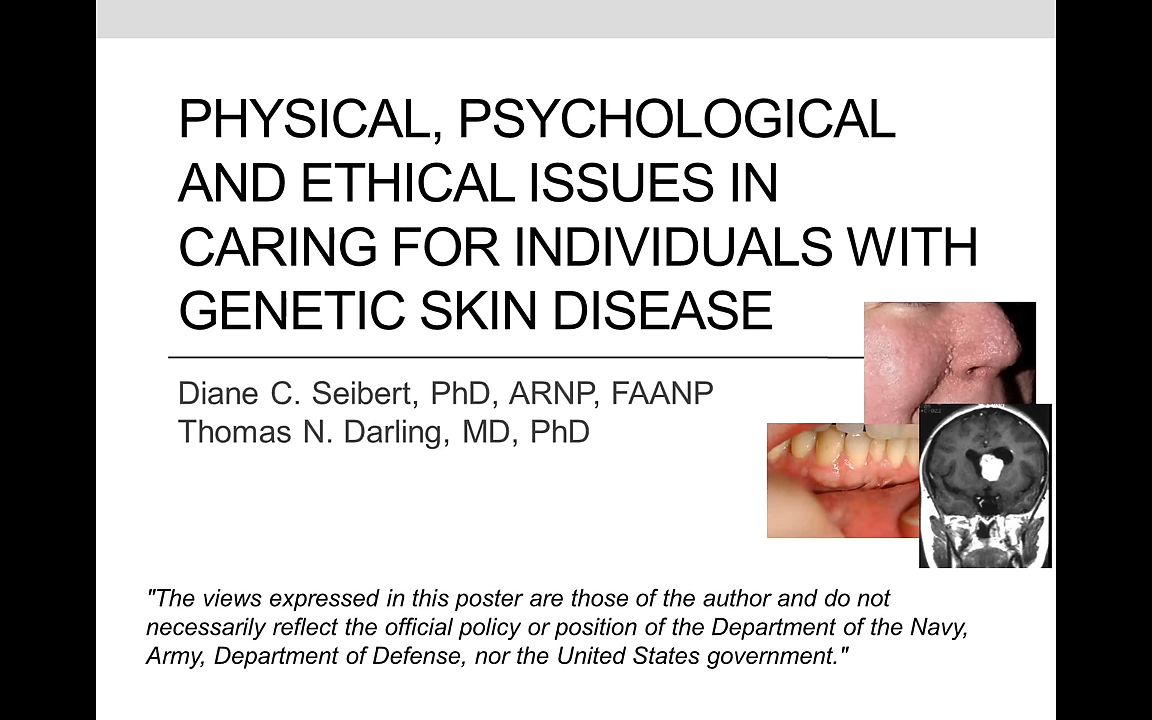 PHYSICAL, PSYCHOLOGICAL
AND ETHICAL ISSUES IN
CARING FOR INDIVIDUALS WITH
GENETIC SKIN DISEASE
Diane C. Seibert, PhD, ARNP, FAANP
Thomas N. Darling, MD, PhD
"The views expressed in this poster are those of the author and do not
necessarily reflect the official policy or position of the Department of the Navy,
Army, Department of Defense, nor the United States government."